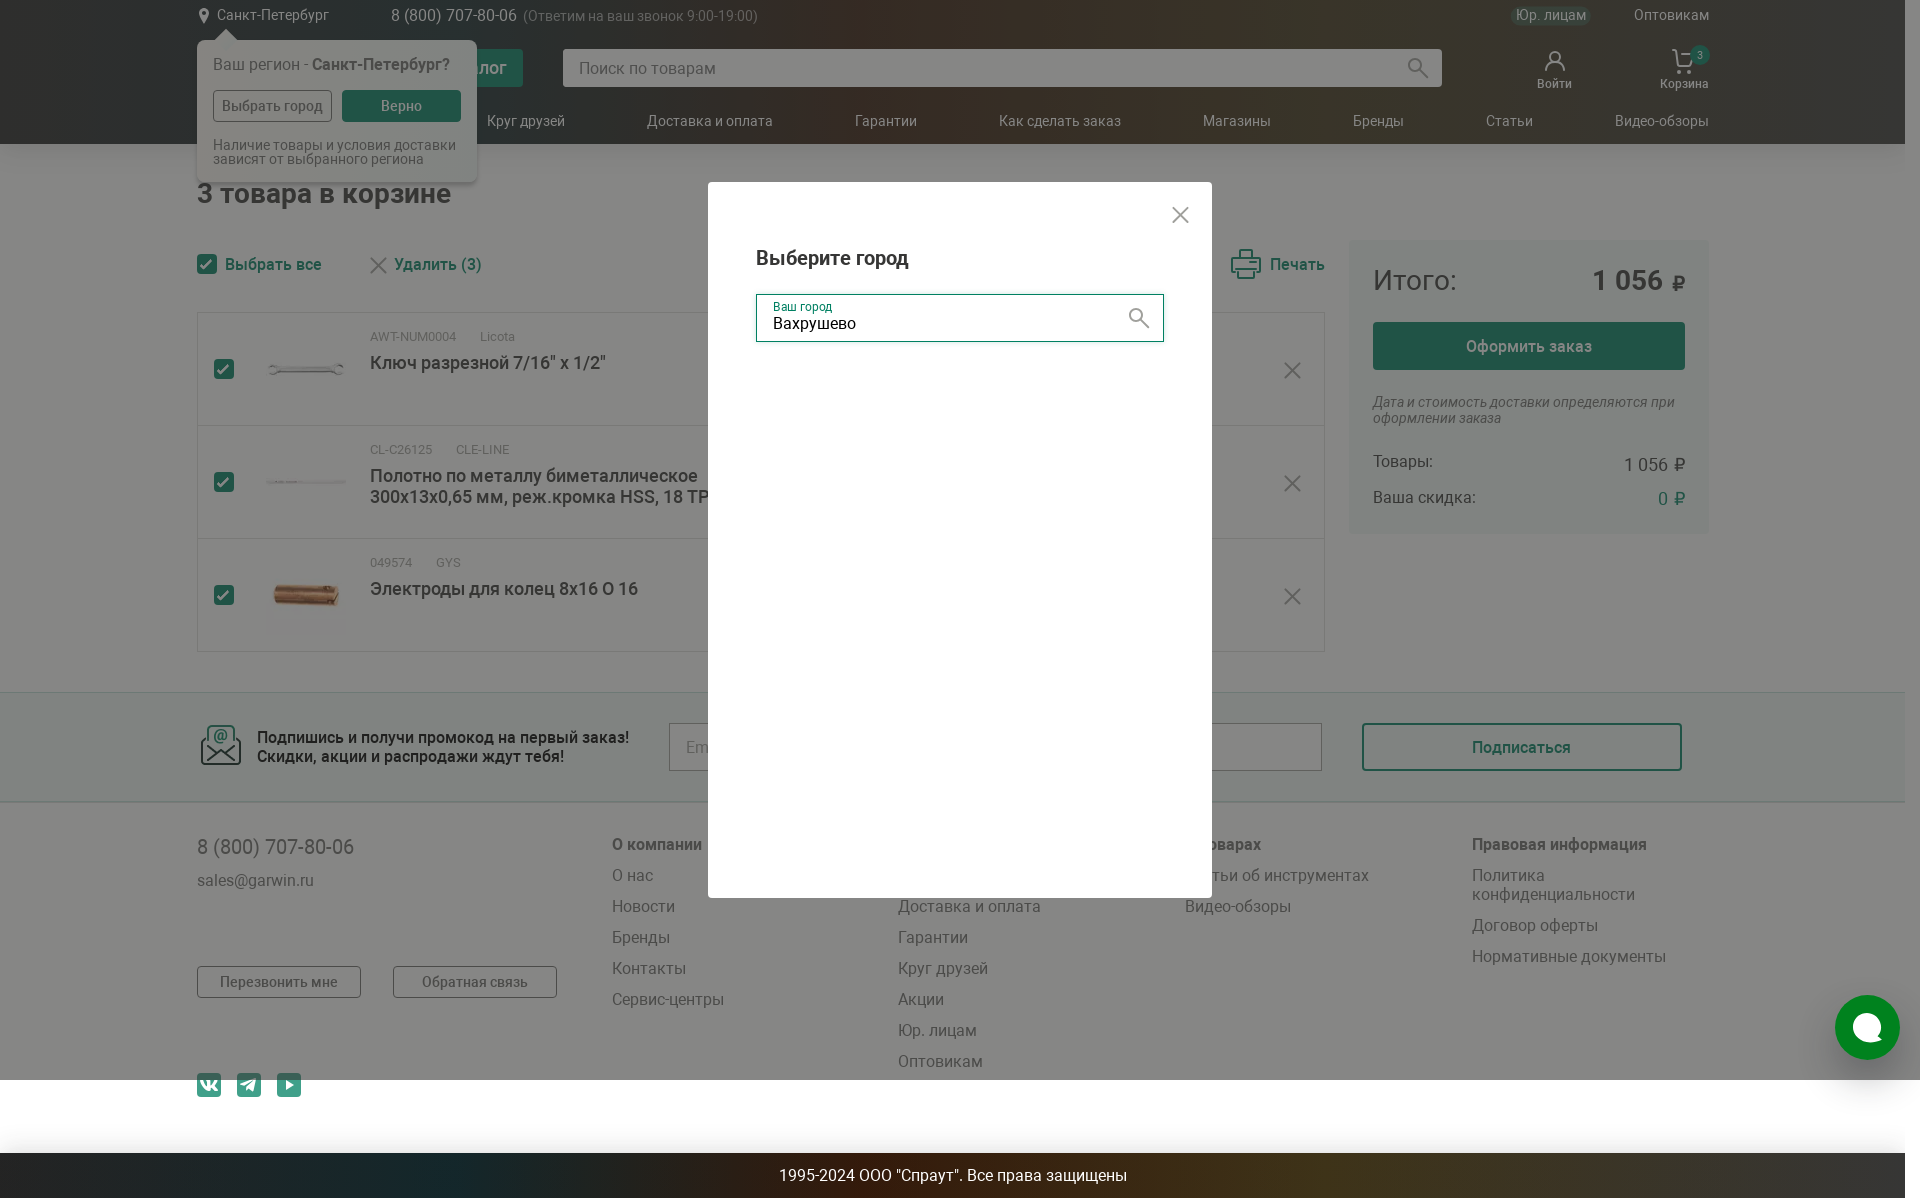 Санкт-Петербург
8 (800) 707-80-06 (Ответим на ваш звонок 9:00-19:00)
Юр. лицам
Оптовикам
Ваш регион - Санкт-Петербург?
Выбрать город
Верно
Наличие товары и условия доставки
зависят от выбранного региона
Поиск по товарам
Войти
3
Корзина
Круг друзей
Доставка и оплата
Гарантии
Как сделать заказ
Магазины
Бренды
Статьи
Видео-обзоры
3 товара в корзине
Выбрать все
Удалить (3)
Печать
AWT-NUM0004 Licota
Ключ разрезной 7/16" x 1/2"
CL-C26125 CLE-LINE
Полотно по металлу биметаллическое
300х13х0,65 мм, реж.кромка HSS, 18
049574 GYS
Электроды для колец 8x16 O 16
Выберите город
Ваш город
Вахрушево
Итого: 1 056 ₽
Оформить заказ
Дата и стоимость доставки определяются при
оформлении заказа
Товары: 1 056 ₽
Ваша скидка: 0 ₽
@
Подпишись и получи промокод на первый заказ!
Скидки, акции и распродажи ждут тебя!
Подписаться
8 (800) 707-80-06
sales@garwin.ru
Перезвонить мне
Обратная связь
О компании
О нас
Новости
Бренды
Контакты
Сервис-центры
Доставка и оплата
Гарантии
Круг друзей
Акции
Юр. лицам
Оптовикам
об инструментах
Видео-обзоры
Правовая информация
Политика
конфиденциальности
Договор оферты
Нормативные документы
1995-2024 ООО "Спраут". Все права защищены